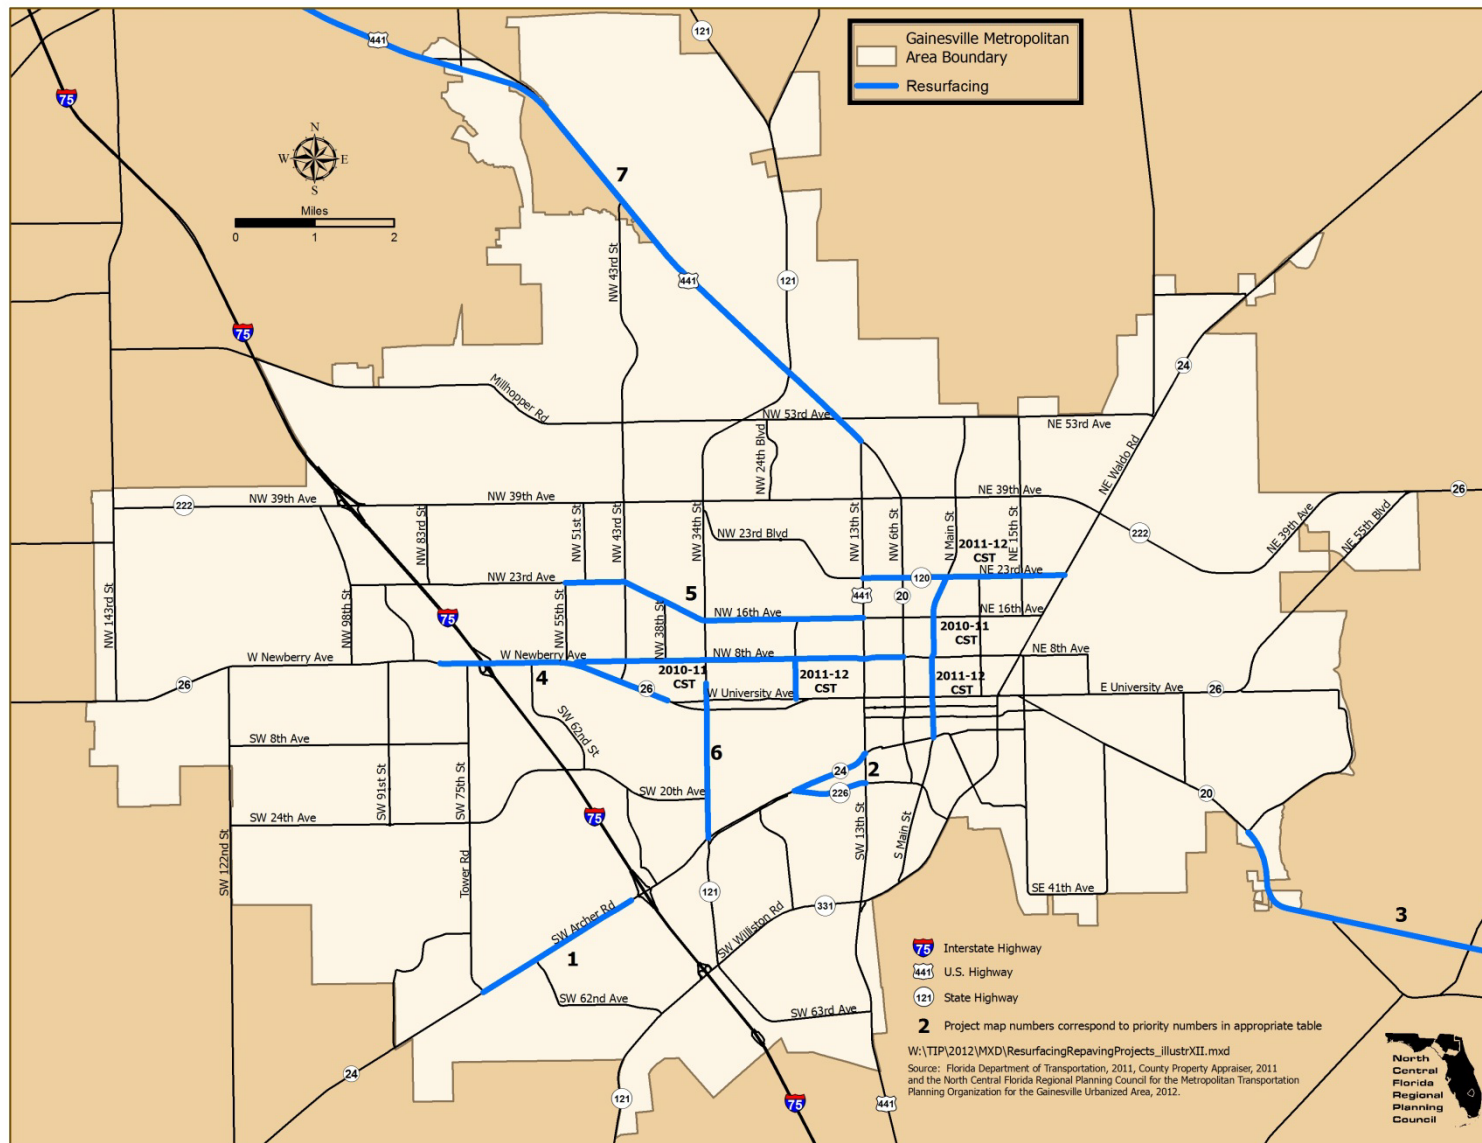 Gainesville Metropolitan
Area Boundary
Resurfacing
441
121
75
N
W
E
S
Miles
0
1
2
7
NW 43rd St
441
121
75
24
Millhopper Rd
NW 53rd Ave
NE 53rd Ave
NW 24th Blvd
NE Waldo Rd
222
NW 39th Ave
NW 39th Ave
NE 39th Ave
26
NW 83rd St
NW 51st St
NW 43rd St
NW 34th St
NW 23rd Blvd
NW 13th St
NW 6th St
N Main St
NE 15th St
2011-12
CST
222
NE 39th Ave
NE 55th Blvd
NW 143rd St
NW 98th St
75
NW 23rd Ave
NW 55th St
NW 38th St
5
NW 16th Ave
120
441
20
NE 23rd Ave
NE 16th Ave
2010-11
CST
W Newberry Ave
W Newberry Ave
4
NW 8th Ave
NE 8th Ave
26
26
2010-11
CST
2011-12
CST
2011-12
CST
W University Ave
E University Ave
26
SW 8th Ave
SW 62nd St
6
24
2
226
SW 91st St
SW 75th St
SW 20th Ave
20
SW 24th Ave
75
SW 122nd St
Tower Rd
SW 13th St
S Main St
SW Archer Rd
121
331
SE 41th Ave
3
1
SW Williston Rd
SW 62nd Ave
SW 63rd Ave
24
121
75
441
75
Interstate Highway
441
U.S. Highway
121
State Highway
2
Project map numbers correspond to priority numbers in appropriate table
W:\TIP\2012\MXD\ResurfacingRepavingProjects_illustrXII.mxd
Source: Florida Department of Transportation, 2011, County Property Appraiser, 2011
and the North Central Florida Regional Planning Council for the Metropolitan Transportation
Planning Organization for the Gainesville Urbanized Area, 2012.
North
Central
Florida
Regional
Planning
Council